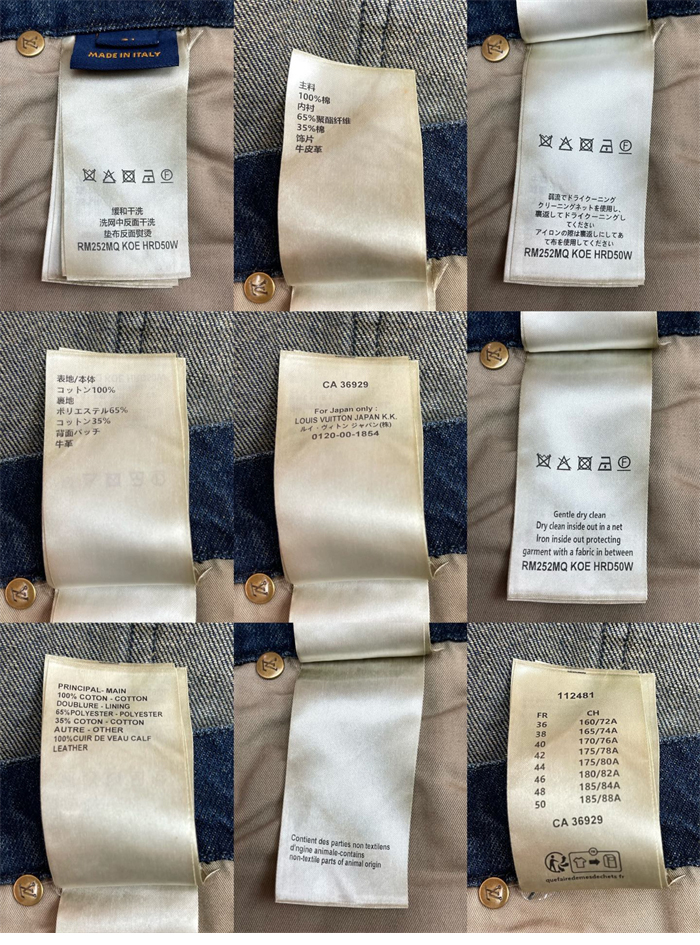 MADE IN ITALY
缓和干洗
洗网中反面干洗
垫布反面熨烫
RM252MQ KOE HRD50W
主料
100%棉
内衬
65%聚酯纤维
35%棉
饰片
牛皮革
弱流でドライクーニング
クリーニングネットを使用し、
裏返してドライクーニングし
てください
アイロンの際は裏返しにしてあ
て布を使用してください
RM252MQ KOE HRD50W
表地/本体
コットン100%
裏地
ポリエステル65%
コットン35%
背面パッチ
牛革
CA 36929
For Japan only :
LOUIS VUITTON JAPAN K.K.
ルイ・ヴィトン ジャパン(株)
0120-00-1854
Gentle dry clean
Dry clean inside out in a net
Iron inside out protecting
garment with a fabric in between
RM252MQ KOE HRD50W
PRINCIPAL- MAIN
100% COTON - COTTON
DOUBLURE - LINING
65%POLYESTER - POLYESTER
35% COTON - COTTON
AUTRE - OTHER
100%CUIR DE VEAU CALF
LEATHER
Contient des parties non textilens
d'ngine animale-contains
non-textile parts of animal origin
112481
FR CH
36 160/72A
38 165/74A
40 170/76A
42 175/78A
44 175/80A
46 180/82A
48 185/84A
50 185/88A
CA 36929
quefairedemesdechets.fr